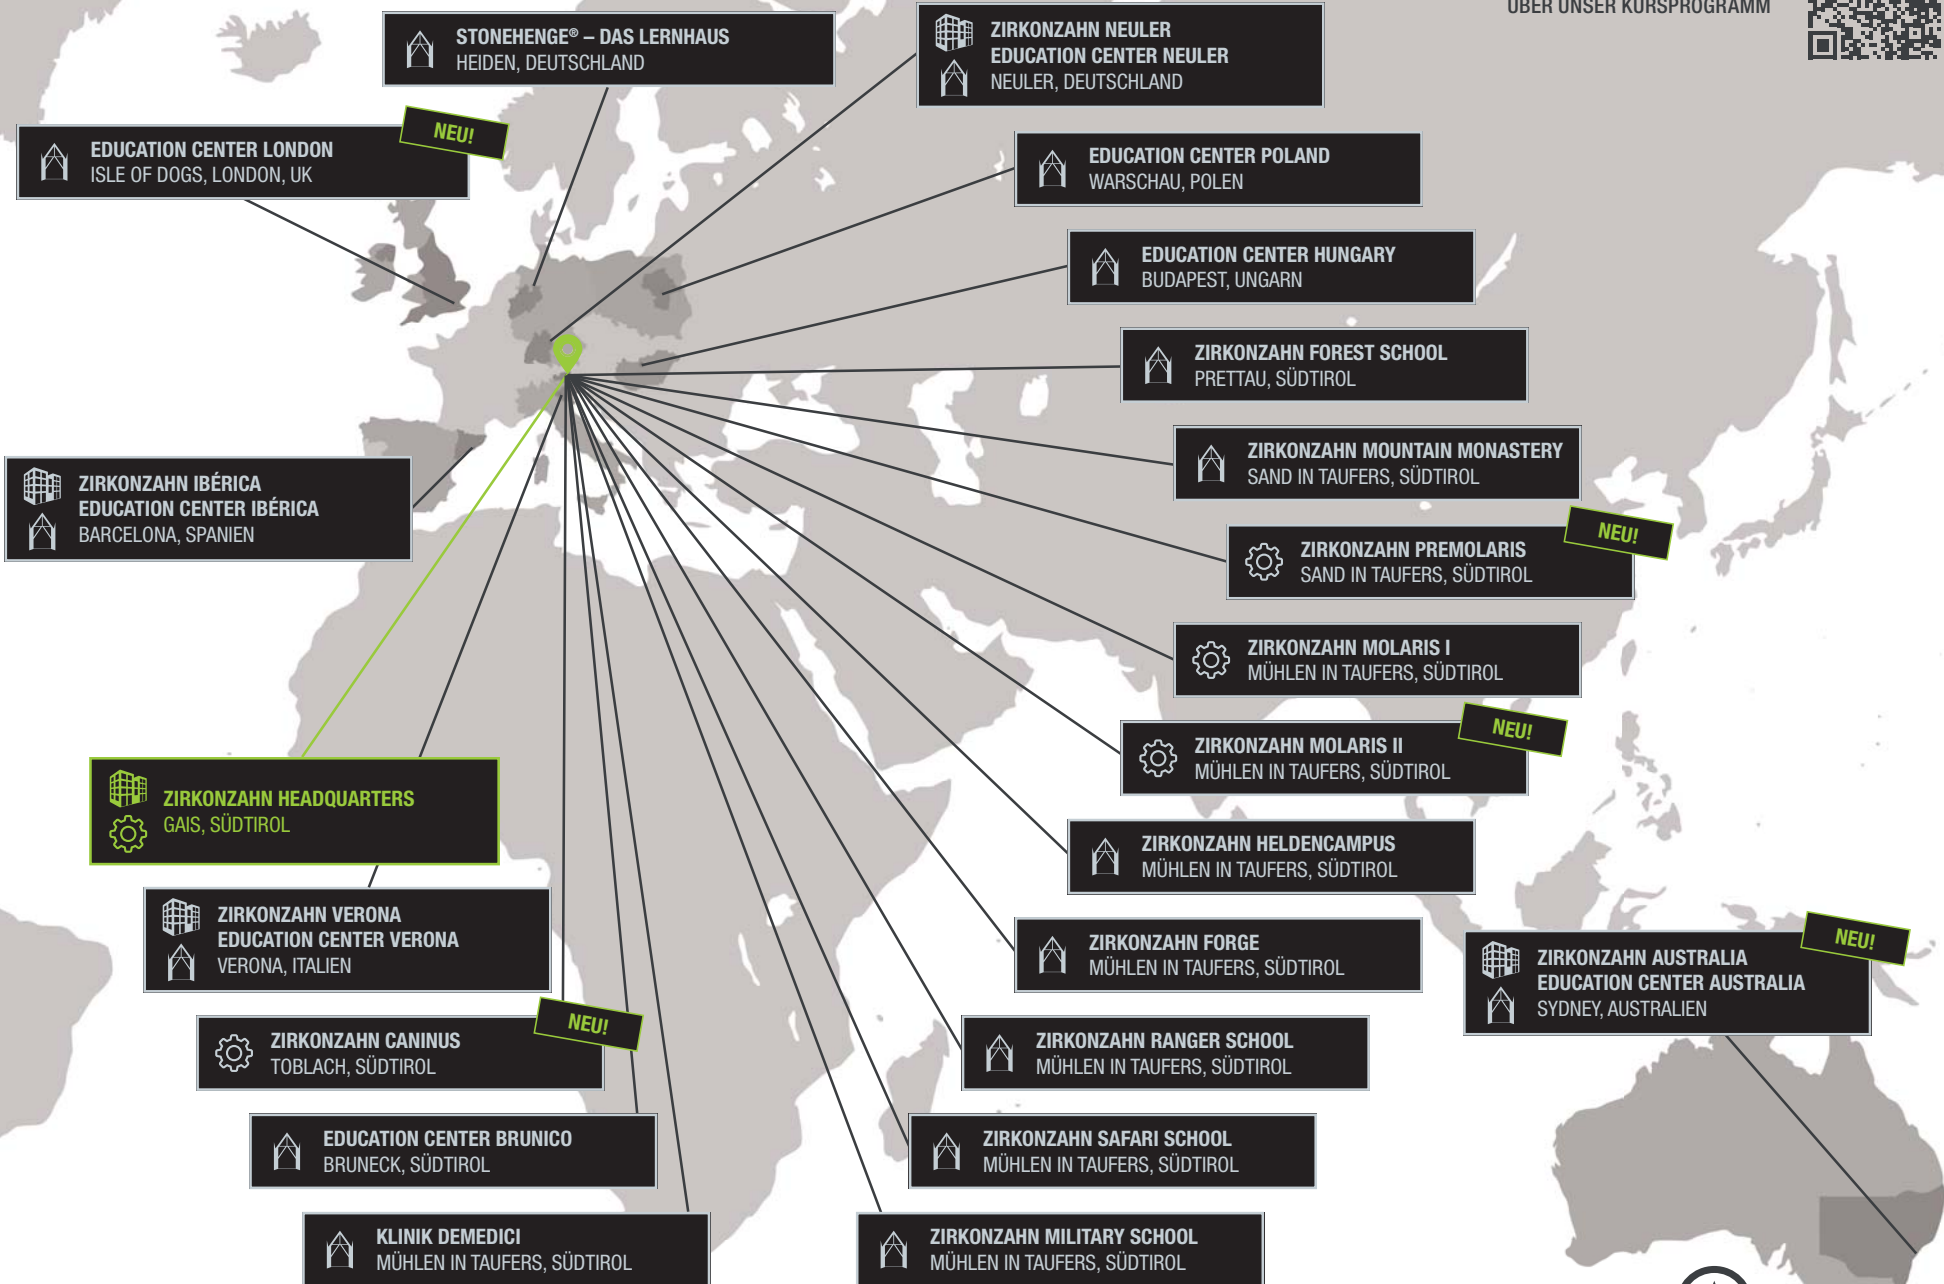 ÜBER UNSER KURSPROGRAMM
STONEHENGE® – DAS LERNHAUS
HEIDEN, DEUTSCHLAND
ZIRKONZAHN NEULER
EDUCATION CENTER NEULER
NEULER, DEUTSCHLAND
NEU!
EDUCATION CENTER LONDON
ISLE OF DOGS, LONDON, UK
EDUCATION CENTER POLAND
WARSCHAU, POLEN
EDUCATION CENTER HUNGARY
BUDAPEST, UNGARN
ZIRKONZAHN FOREST SCHOOL
PRETTAU, SÜDTIROL
ZIRKONZAHN MOUNTAIN MONASTERY
SAND IN TAUFERS, SÜDTIROL
ZIRKONZAHN IBÉRICA
EDUCATION CENTER IBÉRICA
BARCELONA, SPANIEN
NEU!
ZIRKONZAHN PREMOLARIS
SAND IN TAUFERS, SÜDTIROL
ZIRKONZAHN MOLARIS I
MÜHLEN IN TAUFERS, SÜDTIROL
NEU!
ZIRKONZAHN MOLARIS II
MÜHLEN IN TAUFERS, SÜDTIROL
ZIRKONZAHN HEADQUARTERS
GAIS, SÜDTIROL
ZIRKONZAHN HELDENCAMPUS
MÜHLEN IN TAUFERS, SÜDTIROL
ZIRKONZAHN VERONA
EDUCATION CENTER VERONA
VERONA, ITALIEN
ZIRKONZAHN FORGE
MÜHLEN IN TAUFERS, SÜDTIROL
NEU!
ZIRKONZAHN AUSTRALIA
EDUCATION CENTER AUSTRALIA
SYDNEY, AUSTRALIEN
NEU!
ZIRKONZAHN CANINUS
TOBLACH, SÜDTIROL
ZIRKONZAHN RANGER SCHOOL
MÜHLEN IN TAUFERS, SÜDTIROL
EDUCATION CENTER BRUNICO
BRUNECK, SÜDTIROL
ZIRKONZAHN SAFARI SCHOOL
MÜHLEN IN TAUFERS, SÜDTIROL
KLINIK DEMEDICI
MÜHLEN IN TAUFERS, SÜDTIROL
ZIRKONZAHN MILITARY SCHOOL
MÜHLEN IN TAUFERS, SÜDTIROL